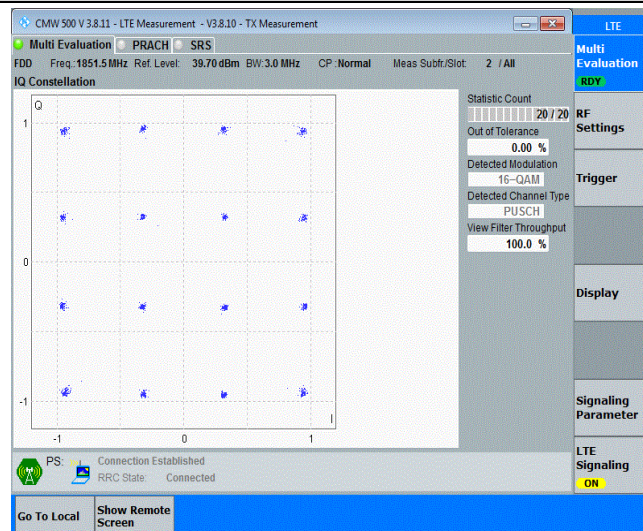 CMW 500 V 3.8.11 - LTE Measurement - V3.8.10 - TX Measurement
LTE
Multi Evaluation PRACH SRS
Multi
Evaluation
RDY
FDD Freq.:1851.5 MHz Ref. Level: 39.70 dBm BW:3.0 MHz CP :Normal Meas Subfr./Slot: 2 / All
IQ Constellation
Q
1
0
-1
I
-1 0 1
Statistic Count
20 / 20
Out of Tolerance
0.00 %
Detected Modulation
16-QAM
Detected Channel Type
PUSCH
View Filter Throughput
100.0 %
RF
Settings
Trigger
Display
Signaling
Parameter
LTE
Signaling
ON
PS: Connection Established
RRC State: Connected
Go To Local
Show Remote
Screen